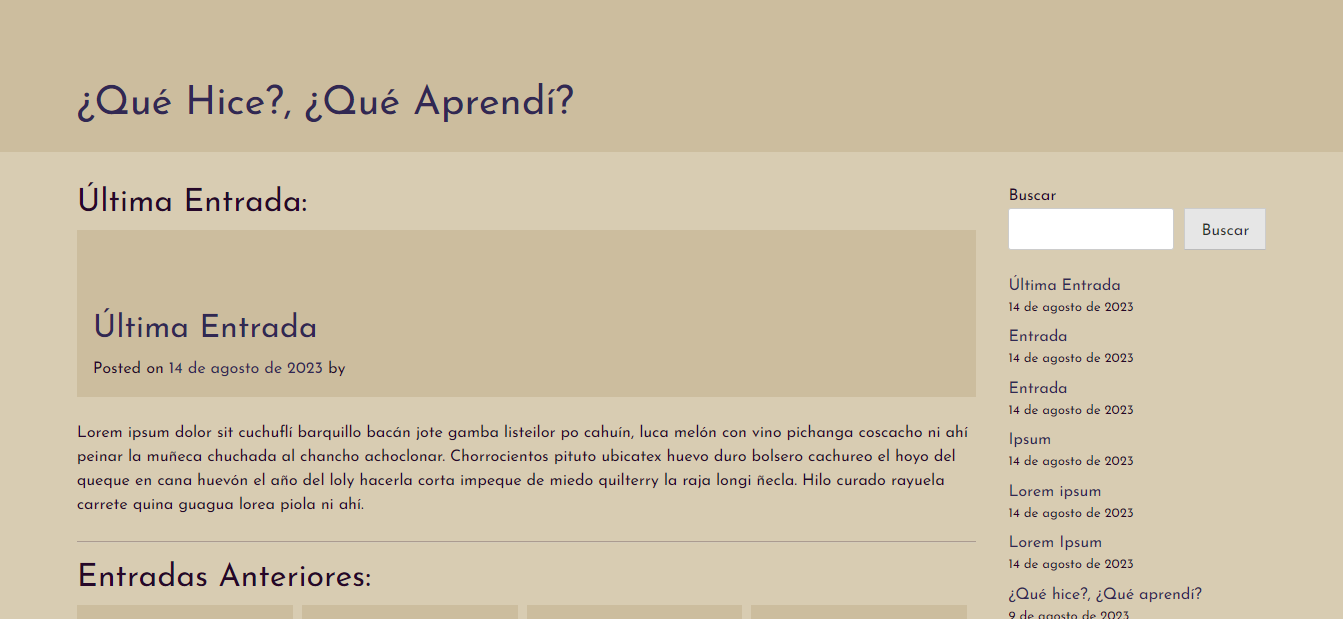 ¿Qué Hice?, ¿Qué Aprendí?
Última Entrada:
Última Entrada
Posted on 14 de agosto de 2023 by
Lorem ipsum dolor sit cuchuflí barquillo bacán jote gamba listeilor po cahuín, luca melón con vino pichanga coscacho ni ahí
peinar la muñeca chuchada al chancho achoclonar. Chorrocientos pituto ubicatex huevo duro bolsero cachureo el hoyo del
queque en cana huevón el año del loly hacerla corta impeque de miedo quilterry la raja longi ñecla. Hilo curado rayuela
carrete quina guagua lorea piola ni ahí.
Entradas Anteriores:
Buscar
Buscar
Última Entrada
14 de agosto de 2023
Entrada
14 de agosto de 2023
Entrada
14 de agosto de 2023
Ipsum
14 de agosto de 2023
Lorem ipsum
14 de agosto de 2023
Lorem Ipsum
14 de agosto de 2023
¿Qué hice?, ¿Qué aprendí?
9 de agosto de 2023